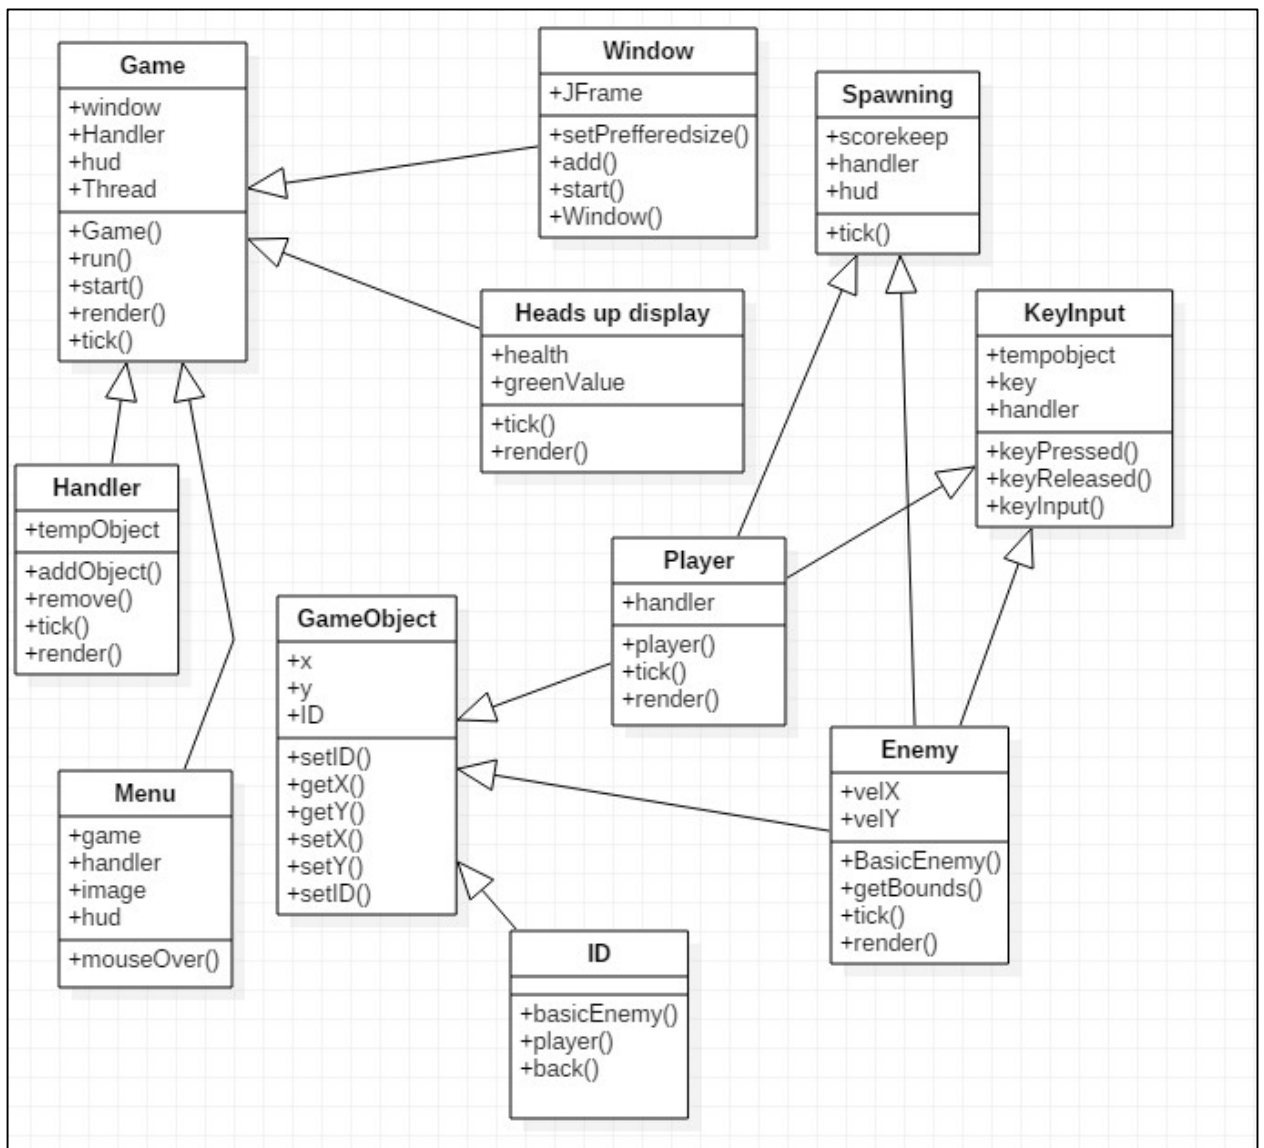 Game
+window
+Handler
+hud
+Thread
+Game()
+run()
+start()
+render()
+tick()
Window
+JFrame
+setPrefferedsize()
+add()
+start()
+Window()
Spawning
+scorekeep
+handler
+hud
+tick()
Heads up display
+health
+greenValue
+tick()
+render()
KeyInput
+tempobject
+key
+handler
+keyPressed()
+keyReleased()
+keyInput()
Handler
+tempObject
+addObject()
+remove()
+tick()
+render()
GameObject
+x
+y
+ID
+setID()
+getX()
+getY()
+setX()
+setY()
+setID()
Player
+handler
+player()
+tick()
+render()
Enemy
+velX
+velY
+BasicEnemy()
+getBounds()
+tick()
+render()
Menu
+game
+handler
+image
+hud
+mouseOver()
ID
+basicEnemy()
+player()
+back()